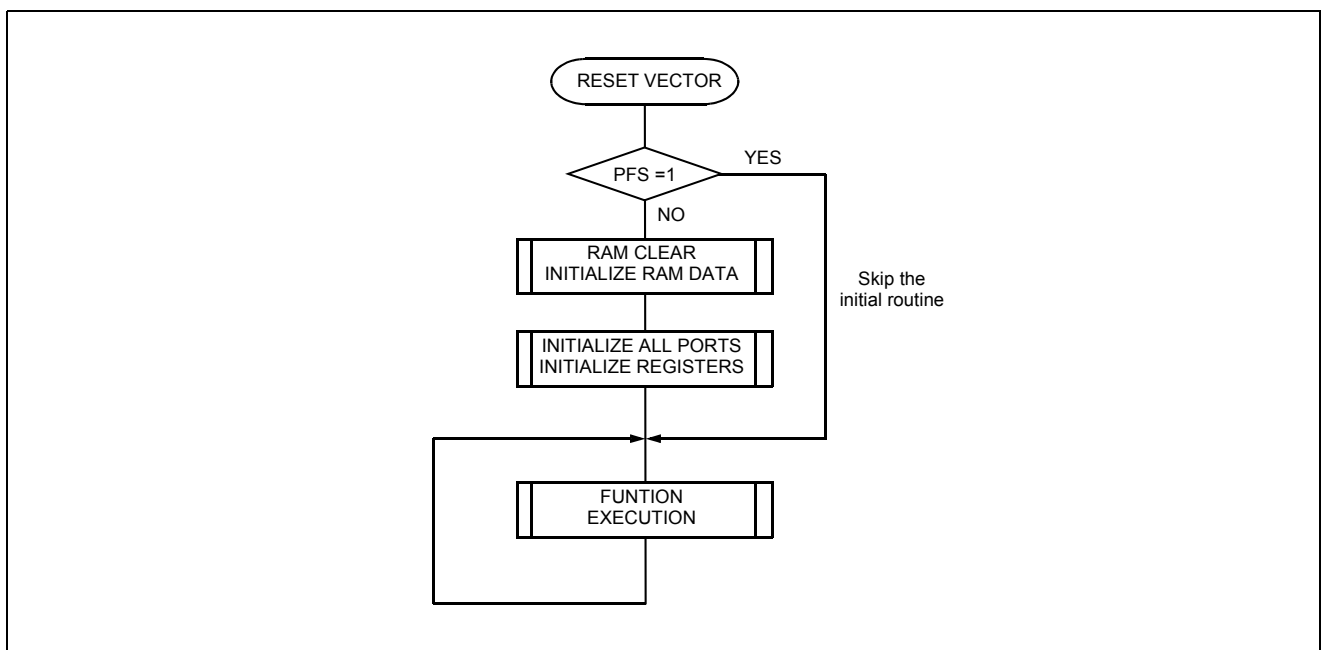 RESET VECTOR
YES
PFS =1
NO
RAM CLEAR
INITIALIZE RAM DATA
Skip the
initial routine
INITIALIZE ALL PORTS
INITIALIZE REGISTERS
FUNTION
EXECUTION